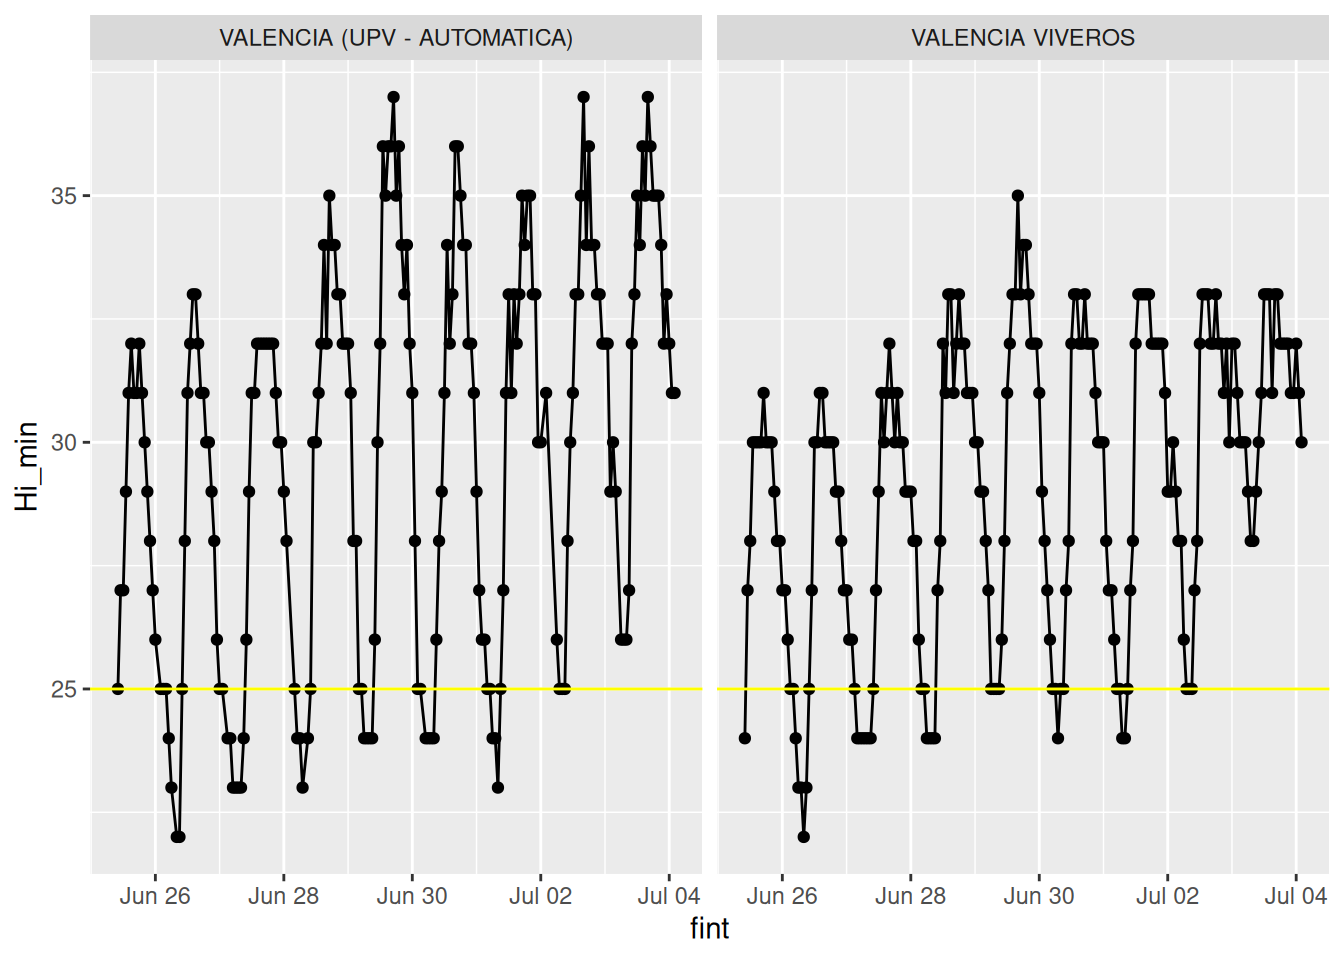 VALENCIA (UPV - AUTOMATICA)
VALENCIA VIVEROS
Hi_min
35
30
25
Jun 26 Jun 28 Jun 30 Jul 02 Jul 04
Jun 26 Jun 28 Jun 30 Jul 02 Jul 04
fint